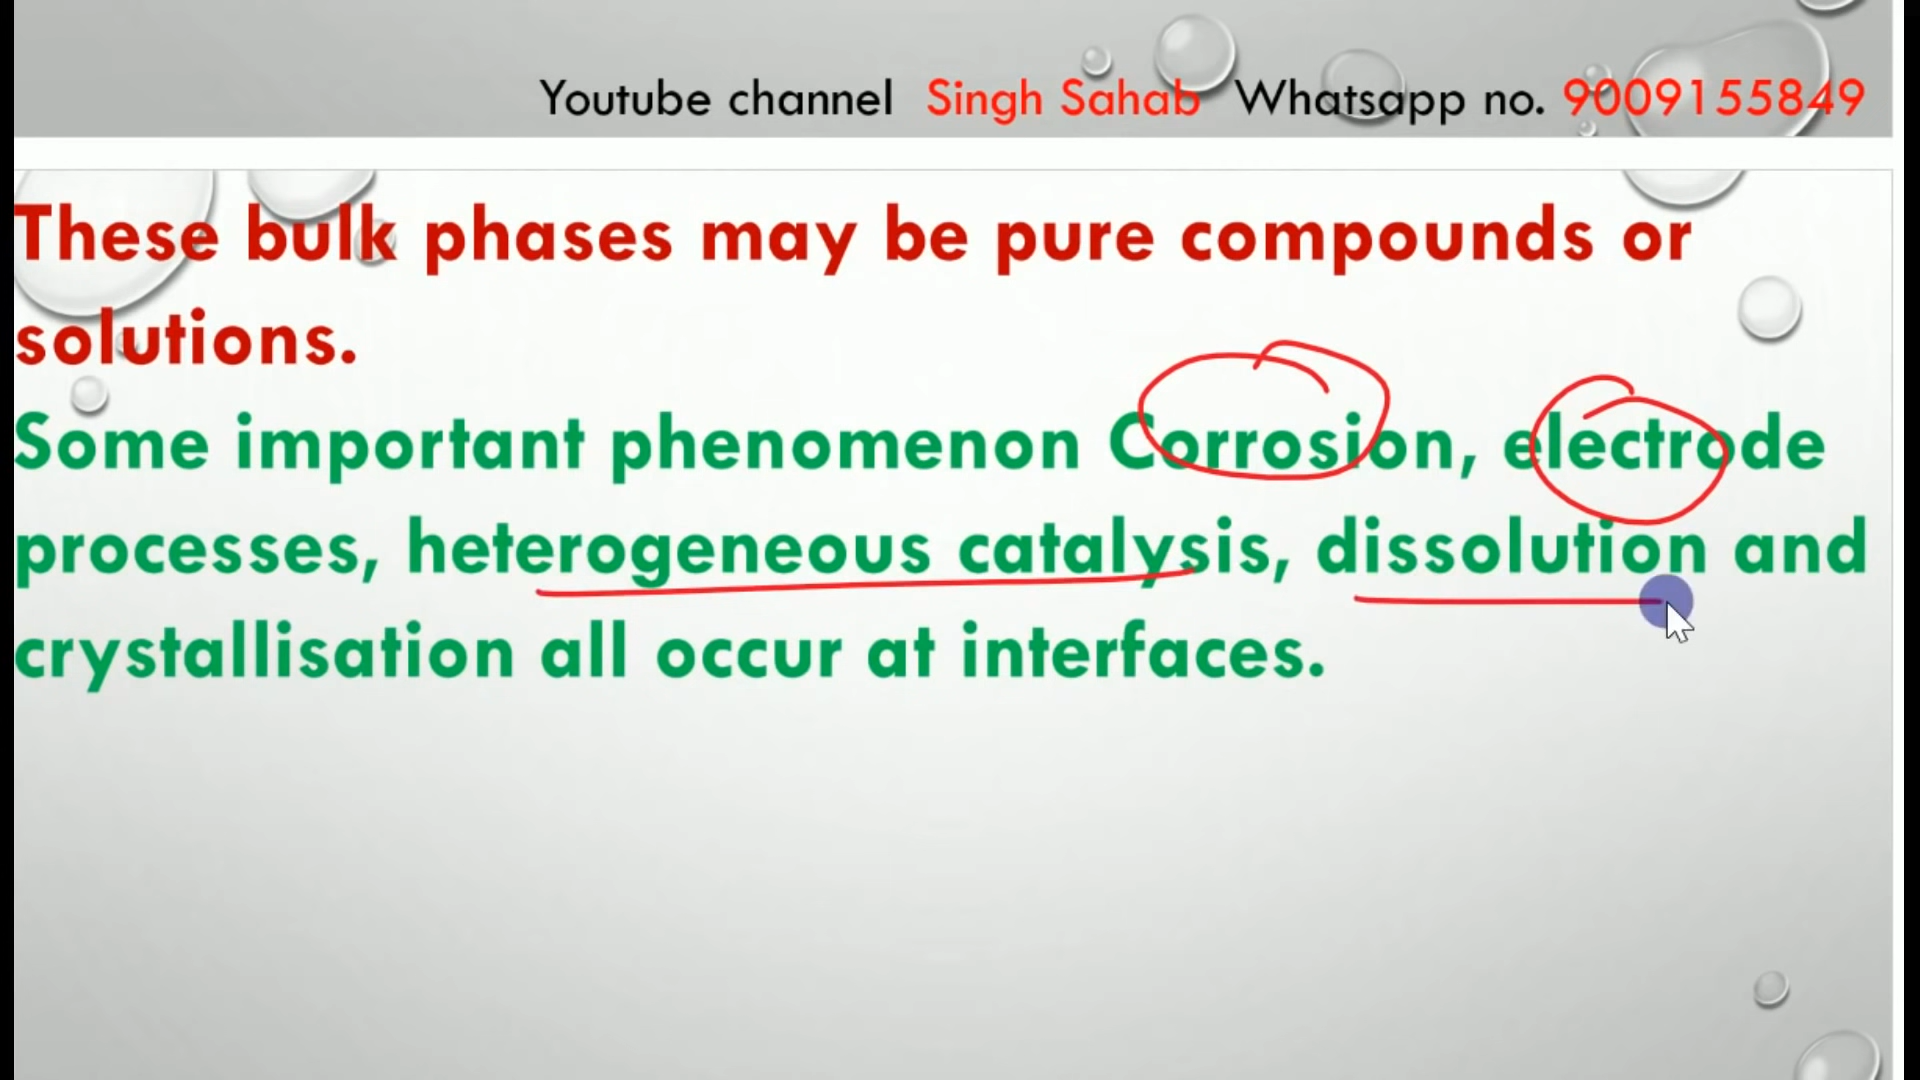 Youtube channel Singh Sahab Whatsapp no. 9009155849
These bulk phases may be pure compounds or
solutions.
Some important phenomenon Corrosion, electrode
processes, heterogeneous catalysis, dissolution and
crystallisation all occur at interfaces.